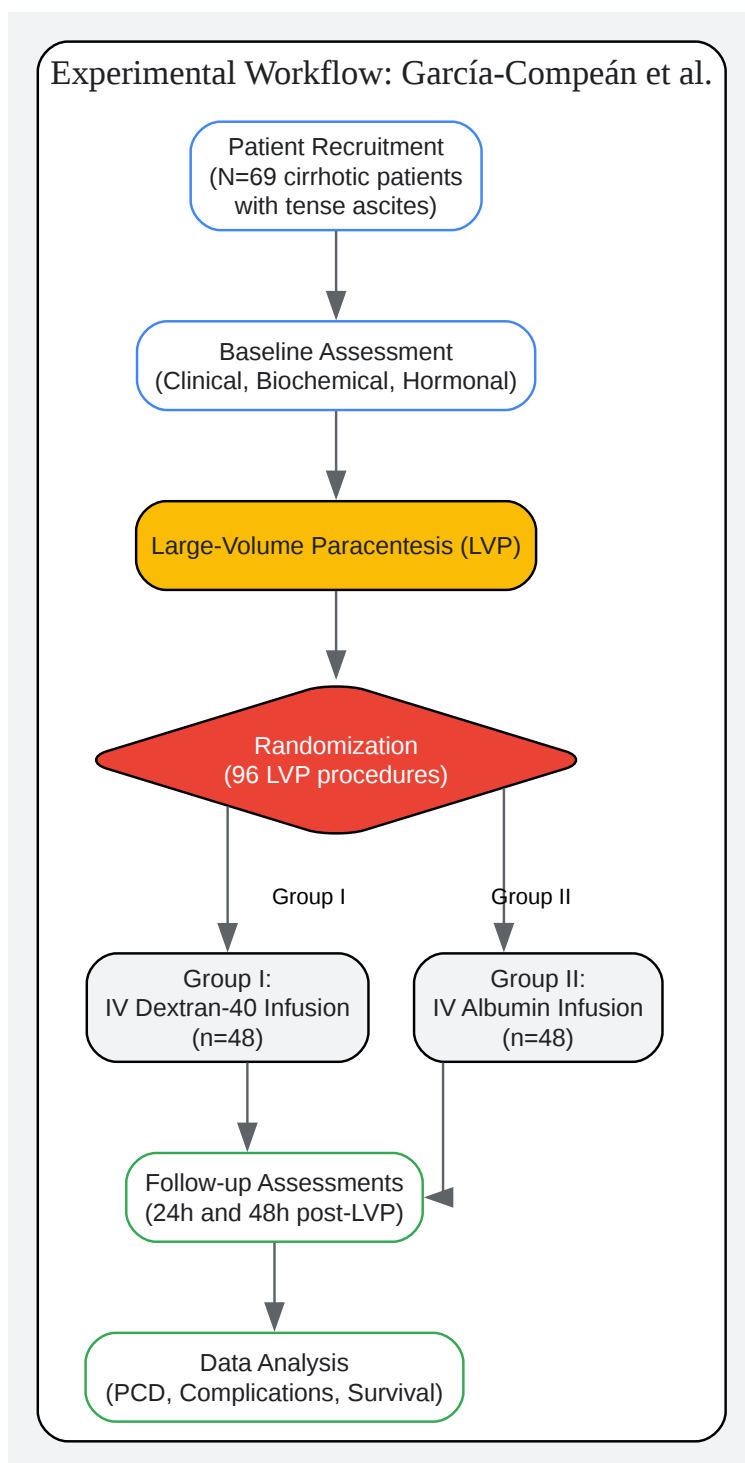 Experimental Workflow: García-Compeán et al.
Patient Recruitment
(N=69 cirrhotic patients
with tense ascites)
Baseline Assessment
(Clinical, Biochemical, Hormonal)
Large-Volume Paracentesis (LVP)
Randomization
(96 LVP procedures)
Group I
Group II
Group I:
IV Dextran-40 Infusion
(n=48)
Group II:
IV Albumin Infusion
(n=48)
Follow-up Assessments
(24h and 48h post-LVP)
Data Analysis
(PCD, Complications, Survival)